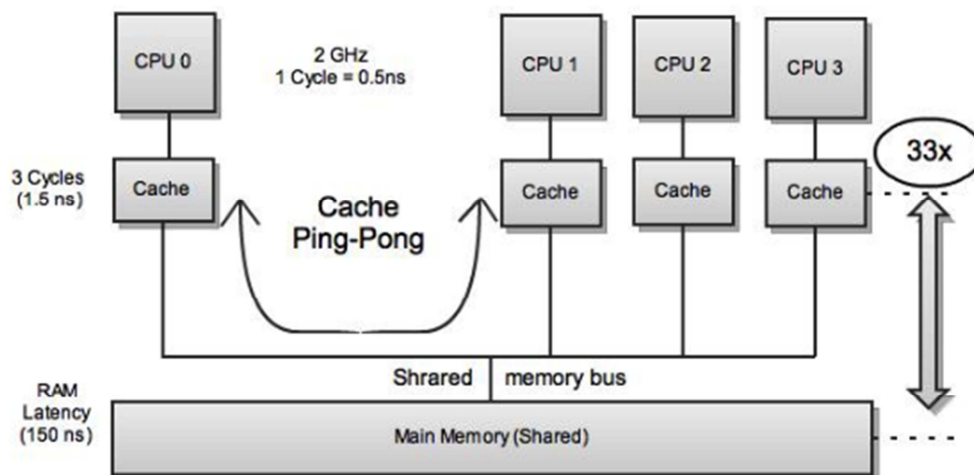 CPU 0
2 GHz
1 Cycle = 0.5ns
CPU 1
CPU 2
CPU 3
33x
3 Cycles
(1.5 ns)
Cache
Cache
Ping-Pong
Cache
Cache
Cache
Shrared memory bus
RAM
Latency
(150 ns)
Main Memory (Shared)